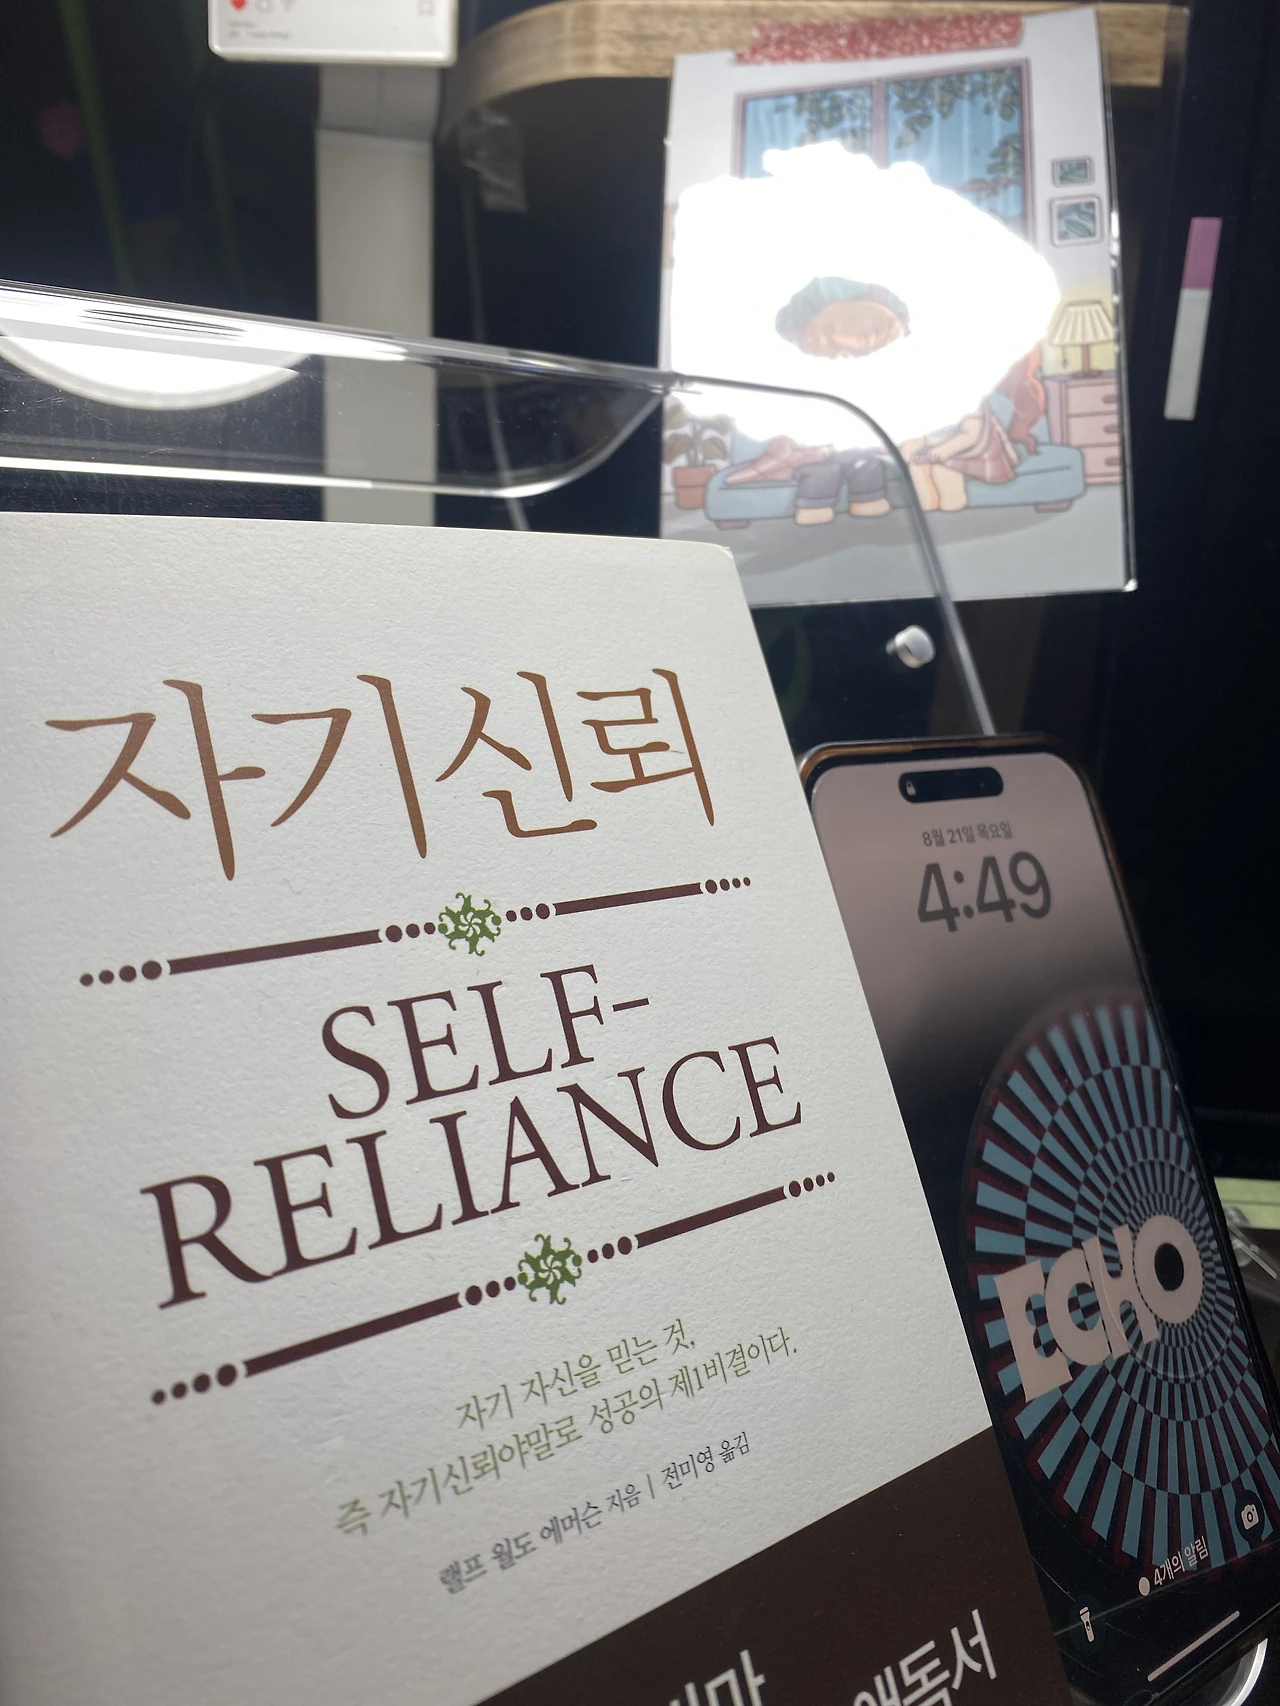 자기신뢰
SELF-
RELIANCE
자기 자신을 믿는 것,
즉 자기신뢰야말로 성공의 제1비결이다.
랠프 월도 에머슨 지음 | 전미영 옮김
8월 21일 목요일
4:49
ECHO
4개의 알림